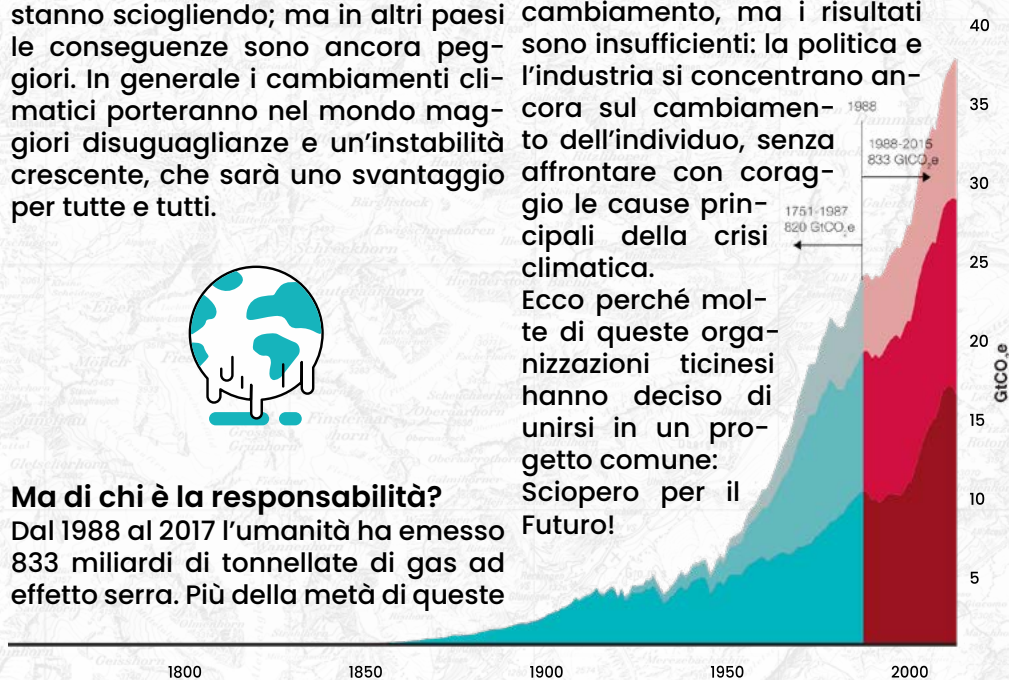 stanno sciogliendo; ma in altri paesi
le conseguenze sono ancora peg-
giori. In generale i cambiamenti cli-
matici porteranno nel mondo mag-
giori disuguaglianze e un'instabilità
crescente, che sarà uno svantaggio
per tutte e tutti.
Ma di chi è la responsabilità?
Dal 1988 al 2017 l'umanità ha emesso
833 miliardi di tonnellate di gas ad
effetto serra. Più della metà di queste
cambiamento, ma i risultati
sono insufficienti: la politica e
l'industria si concentrano an-
cora sul cambiamen-
to dell'individuo, senza
affrontare con corag-
gio le cause prin-
cipali della crisi
climatica.
Ecco perché mol-
te di queste orga-
nizzazioni ticinesi
hanno deciso di
unirsi in un pro-
getto comune:
Sciopero per il
Futuro!
1988
1988-2015
833 GtCO₂e
1751-1987
820 GtCO₂e
40
35
30
25
20
15
10
5
GtCO₂e
1800
1850
1900
1950
2000